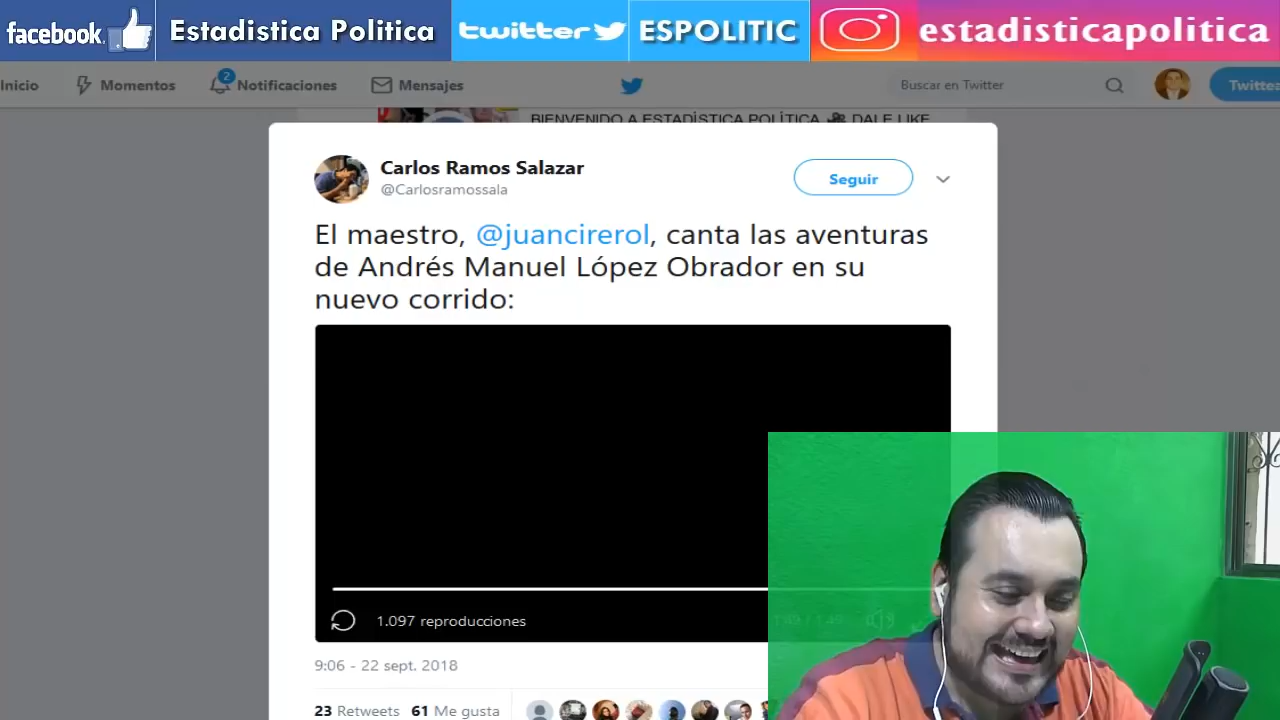 facebook. Estadistica Politica twitter ESPOLITIC estadisticapolitica
Inicio Momentos 2 Notificaciones Mensajes Buscar en Twitter
BIENVENIDO A ESTADÍSTICA POLÍTICA DALE LIKE
Carlos Ramos Salazar
@Carlosramossala
Seguir
El maestro, @juancirerol, canta las aventuras
de Andrés Manuel López Obrador en su
nuevo corrido:
1.097 reproducciones
9:06 - 22 sept. 2018
23 Retweets 61 Me gusta